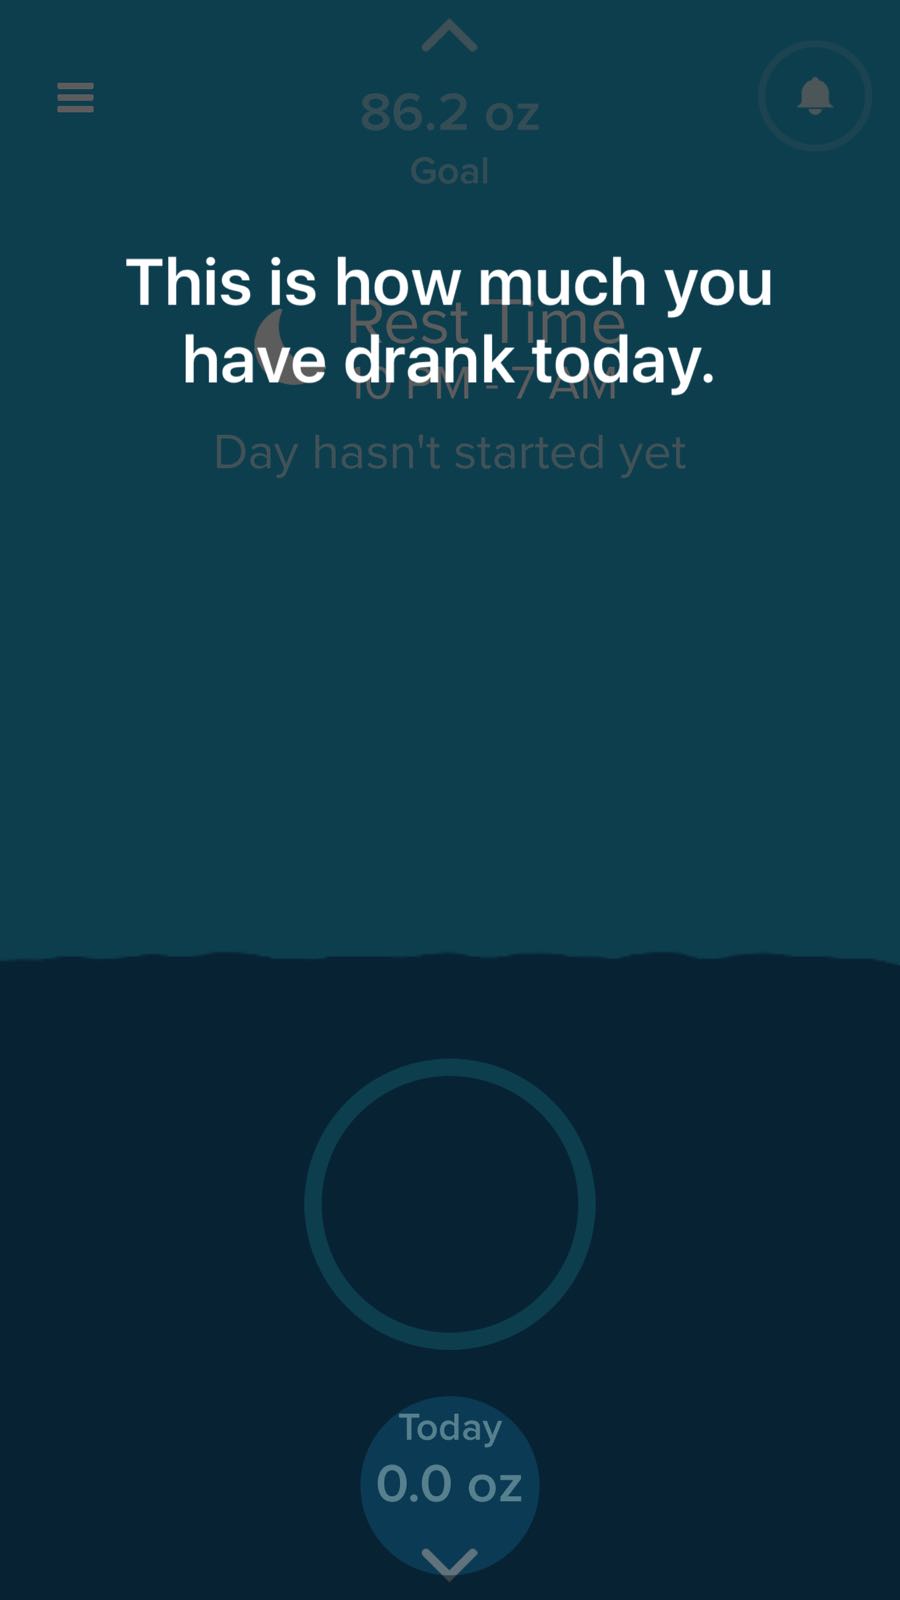 86.2 oz
Goal
This is how much you
have drank today.
Rest Time
10 PM - 7 AM
Day hasn't started yet
Today
0.0 oz